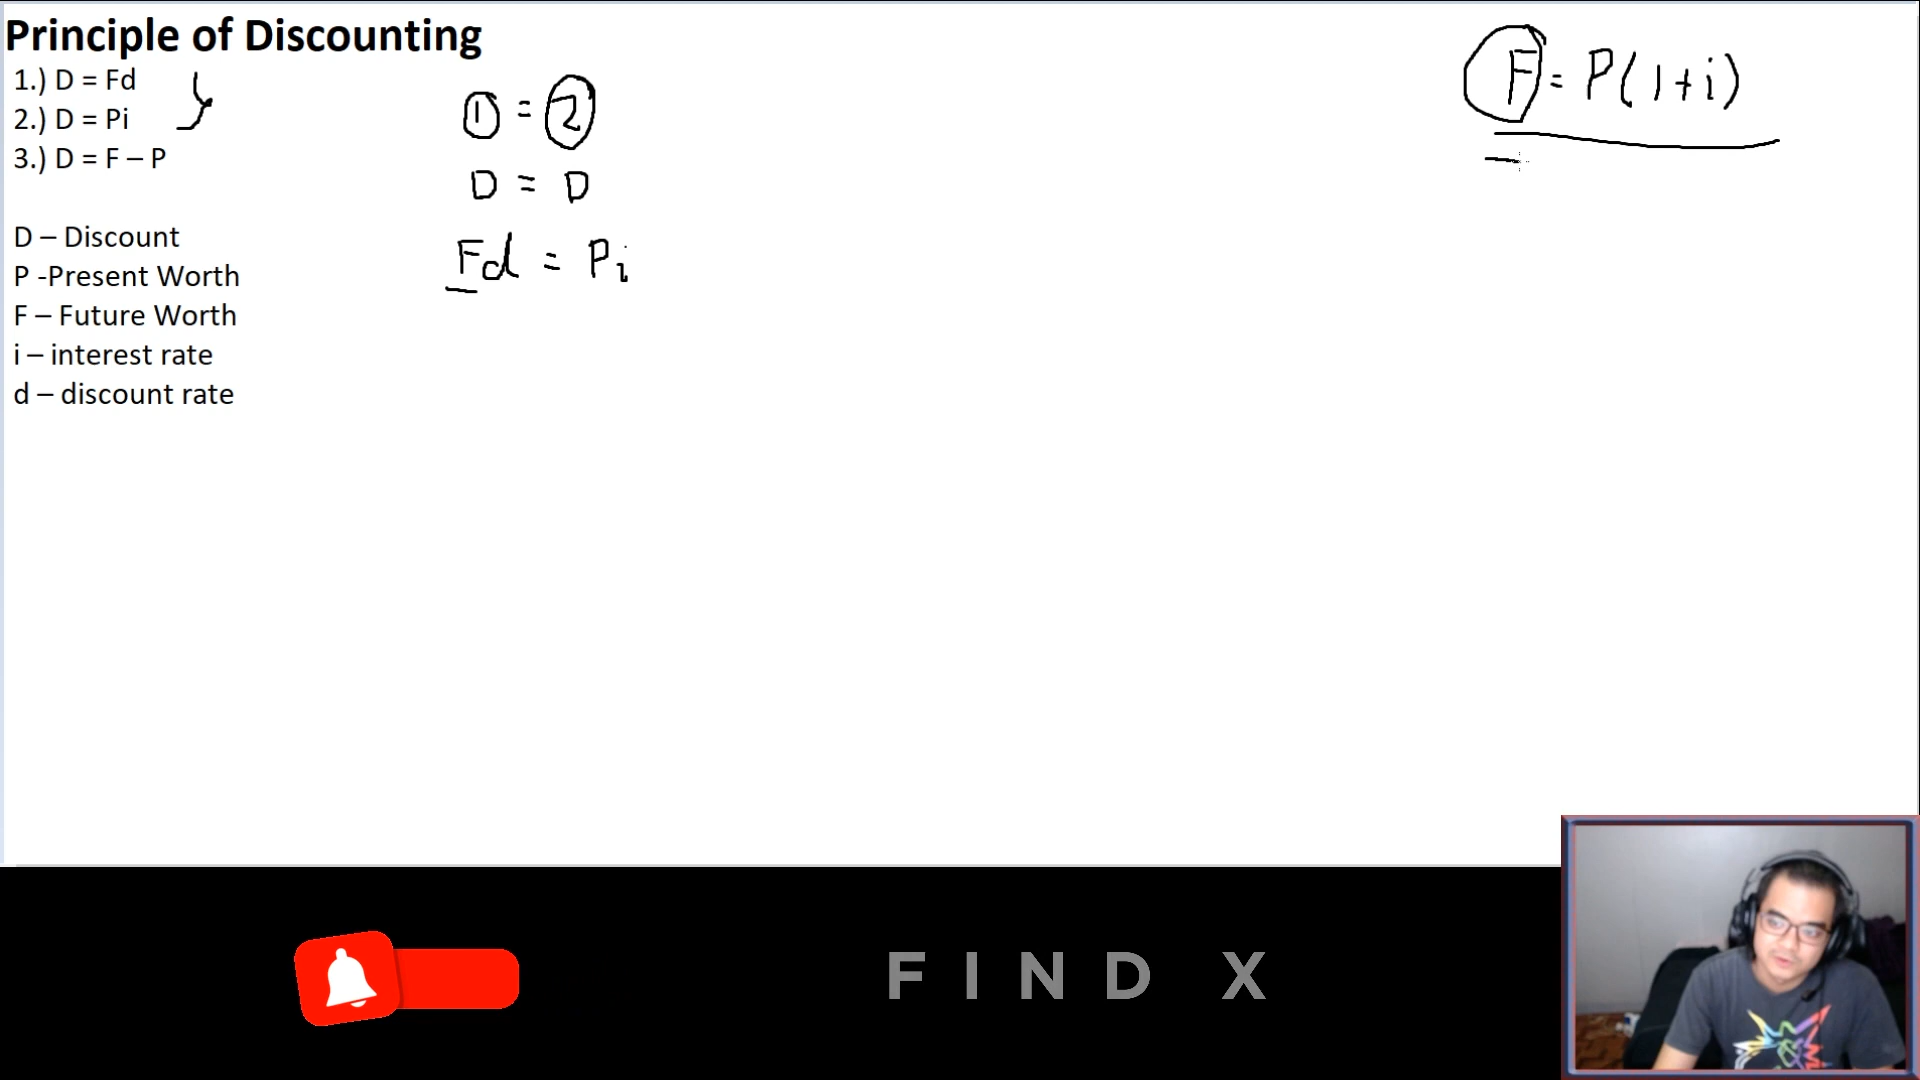 Principle of Discounting
1.) D = Fd
2.) D = Pi
3.) D = F – P
D – Discount
P -Present Worth
F – Future Worth
i – interest rate
d – discount rate
① = ②
D = D
Fd = Pi
F = P(1+i)
FIND X